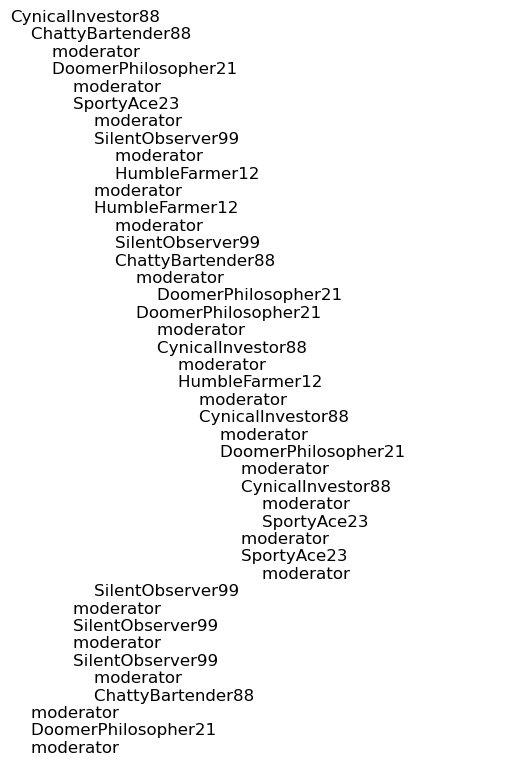 CynicalInvestor88
ChattyBartender88
moderator
DoomerPhilosopher21
moderator
SportyAce23
moderator
SilentObserver99
moderator
HumbleFarmer12
moderator
HumbleFarmer12
moderator
SilentObserver99
ChattyBartender88
moderator
DoomerPhilosopher21
DoomerPhilosopher21
moderator
CynicalInvestor88
moderator
HumbleFarmer12
moderator
CynicalInvestor88
moderator
DoomerPhilosopher21
moderator
CynicalInvestor88
moderator
SportyAce23
moderator
SportyAce23
moderator
SilentObserver99
moderator
SilentObserver99
moderator
SilentObserver99
moderator
ChattyBartender88
moderator
DoomerPhilosopher21
moderator